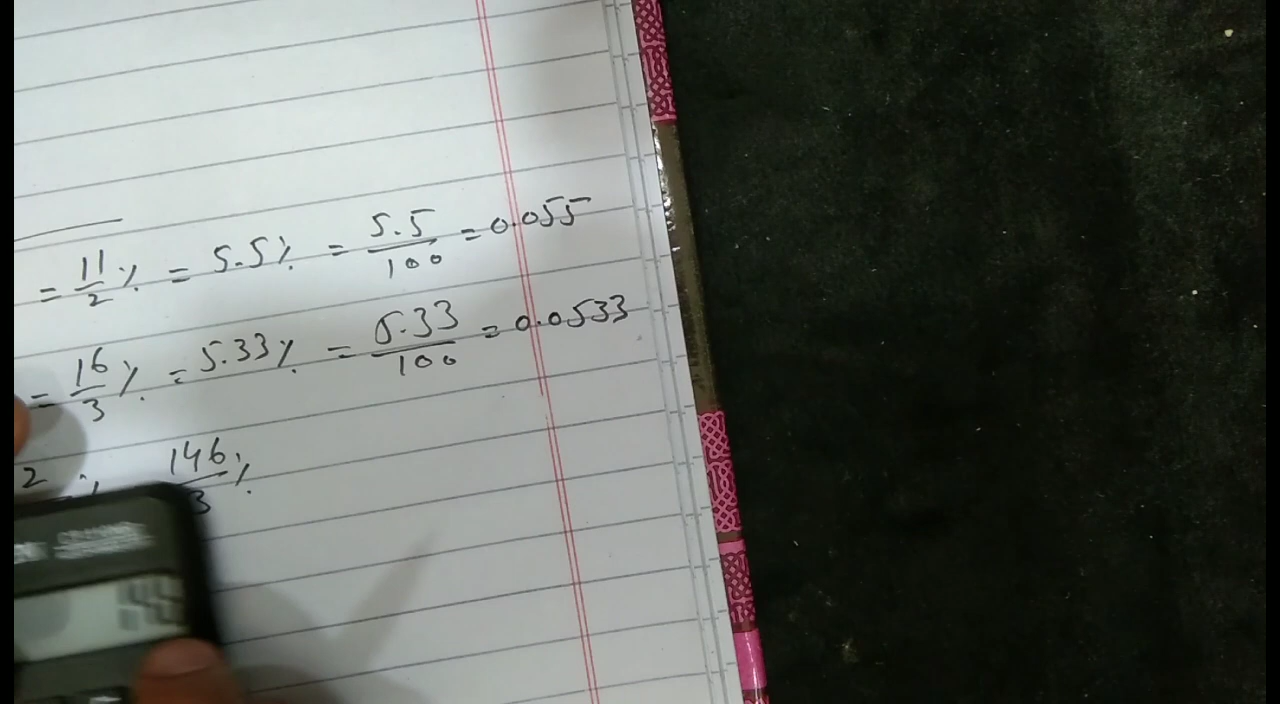 = 11/2 % = 5.5% = 5.5/100 = 0.055
= 16/3 % = 5.33% = 5.33/100 = 0.0533
2 % 146/3 %